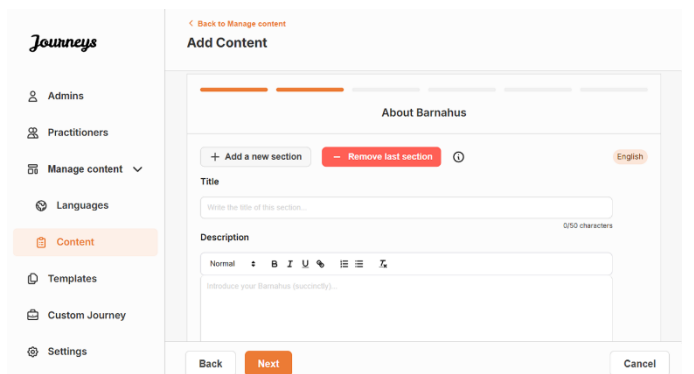 Journeys
Admins
Practitioners
Manage content
Languages
Content
Templates
Custom Journey
Settings
< Back to Manage content
Add Content
About Barnahus
+ Add a new section
− Remove last section
English
Title
Write the title of this section...
0/50 characters
Description
Normal B I U
Introduce your Barnahus (succinctly)...
Back
Next
Cancel